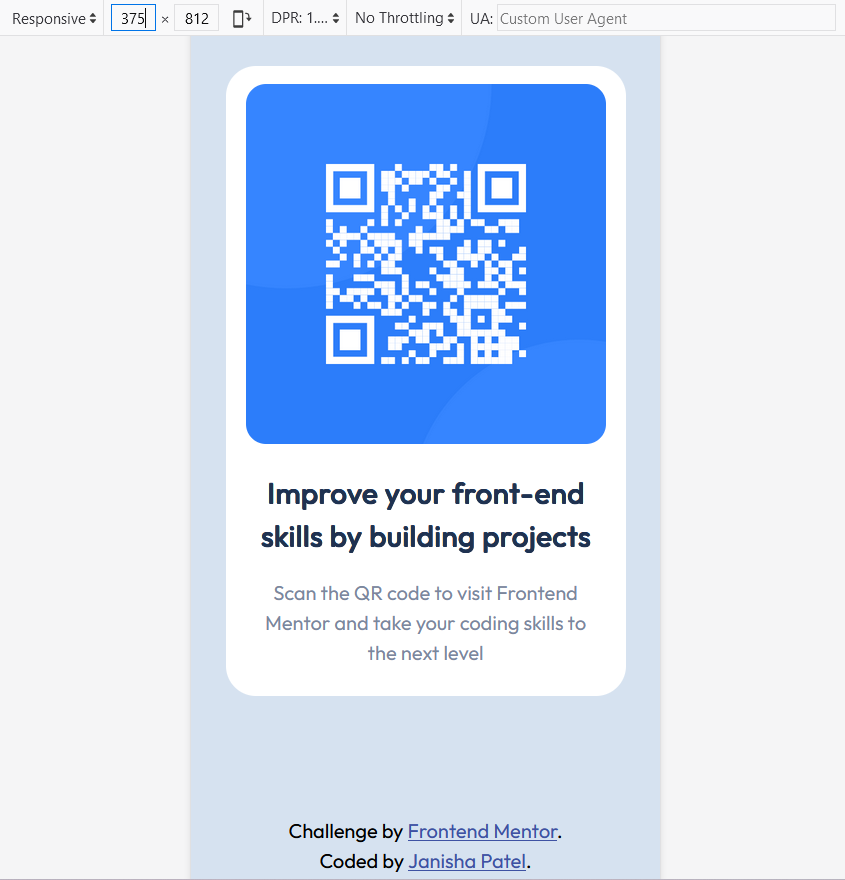 Responsive 375 × 812 DPR: 1.... No Throttling UA: Custom User Agent
Improve your front-end
skills by building projects
Scan the QR code to visit Frontend
Mentor and take your coding skills to
the next level
Challenge by Frontend Mentor.
Coded by Janisha Patel.